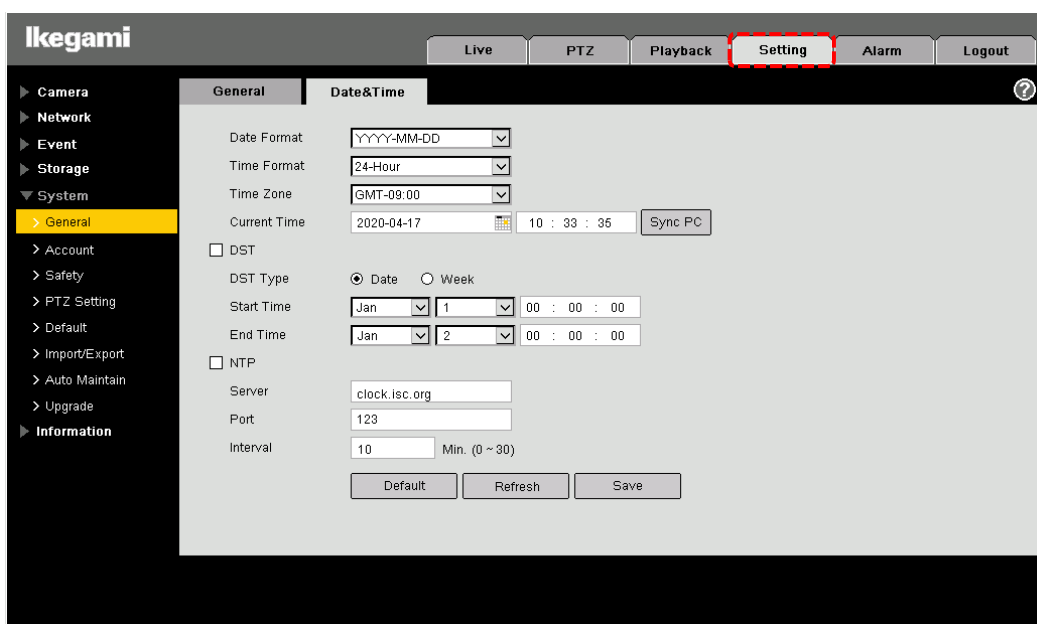 Ikegami
Live PTZ Playback Setting Alarm Logout
Camera
Network
Event
Storage
System
General
Account
Safety
PTZ Setting
Default
Import/Export
Auto Maintain
Upgrade
Information
General Date&Time
?
Date Format YYYY-MM-DD
Time Format 24-Hour
Time Zone GMT-09:00
Current Time 2020-04-17 10 : 33 : 35 Sync PC
DST
DST Type Date Week
Start Time Jan 1 00 : 00 : 00
End Time Jan 2 00 : 00 : 00
NTP
Server clock.isc.org
Port 123
Interval 10 Min. (0 ~ 30)
Default Refresh Save